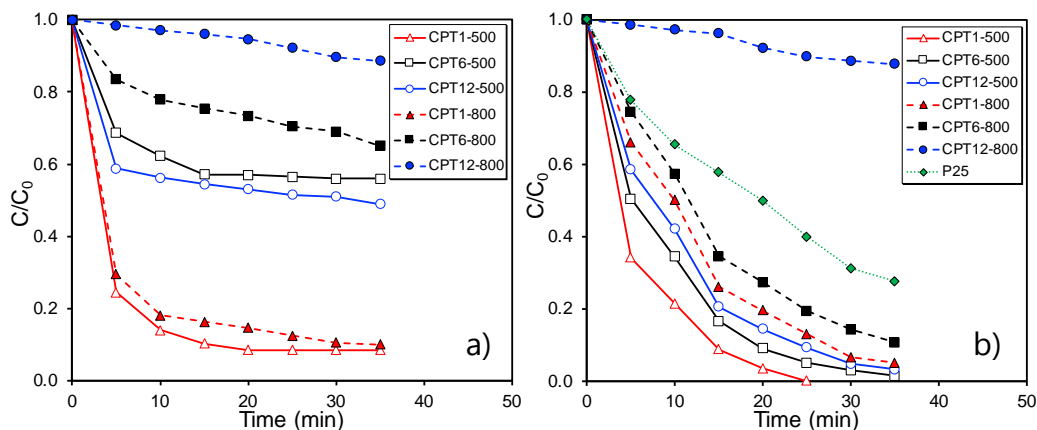 1.0
0.8
0.6
0.4
0.2
0.0
C/C0
0 10 20 30 40 50
Time (min)
CPT1-500
CPT6-500
CPT12-500
CPT1-800
CPT6-800
CPT12-800
a)
1.0
0.8
0.6
0.4
0.2
0.0
C/C0
0 10 20 30 40 50
Time (min)
CPT1-500
CPT6-500
CPT12-500
CPT1-800
CPT6-800
CPT12-800
P25
b)